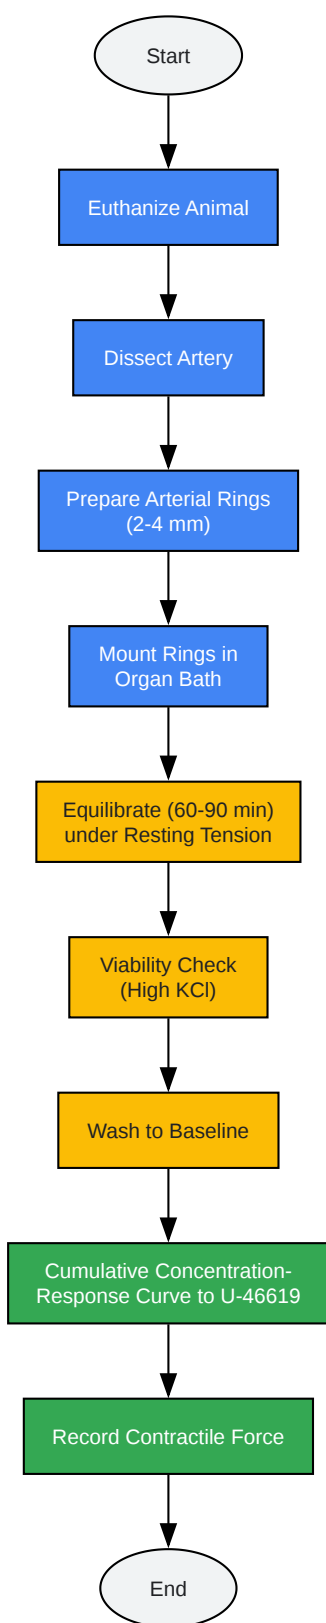 Start
Euthanize Animal
Dissect Artery
Prepare Arterial Rings
(2-4 mm)
Mount Rings in
Organ Bath
Equilibrate (60-90 min)
under Resting Tension
Viability Check
(High KCl)
Wash to Baseline
Cumulative Concentration-
Response Curve to U-46619
Record Contractile Force
End